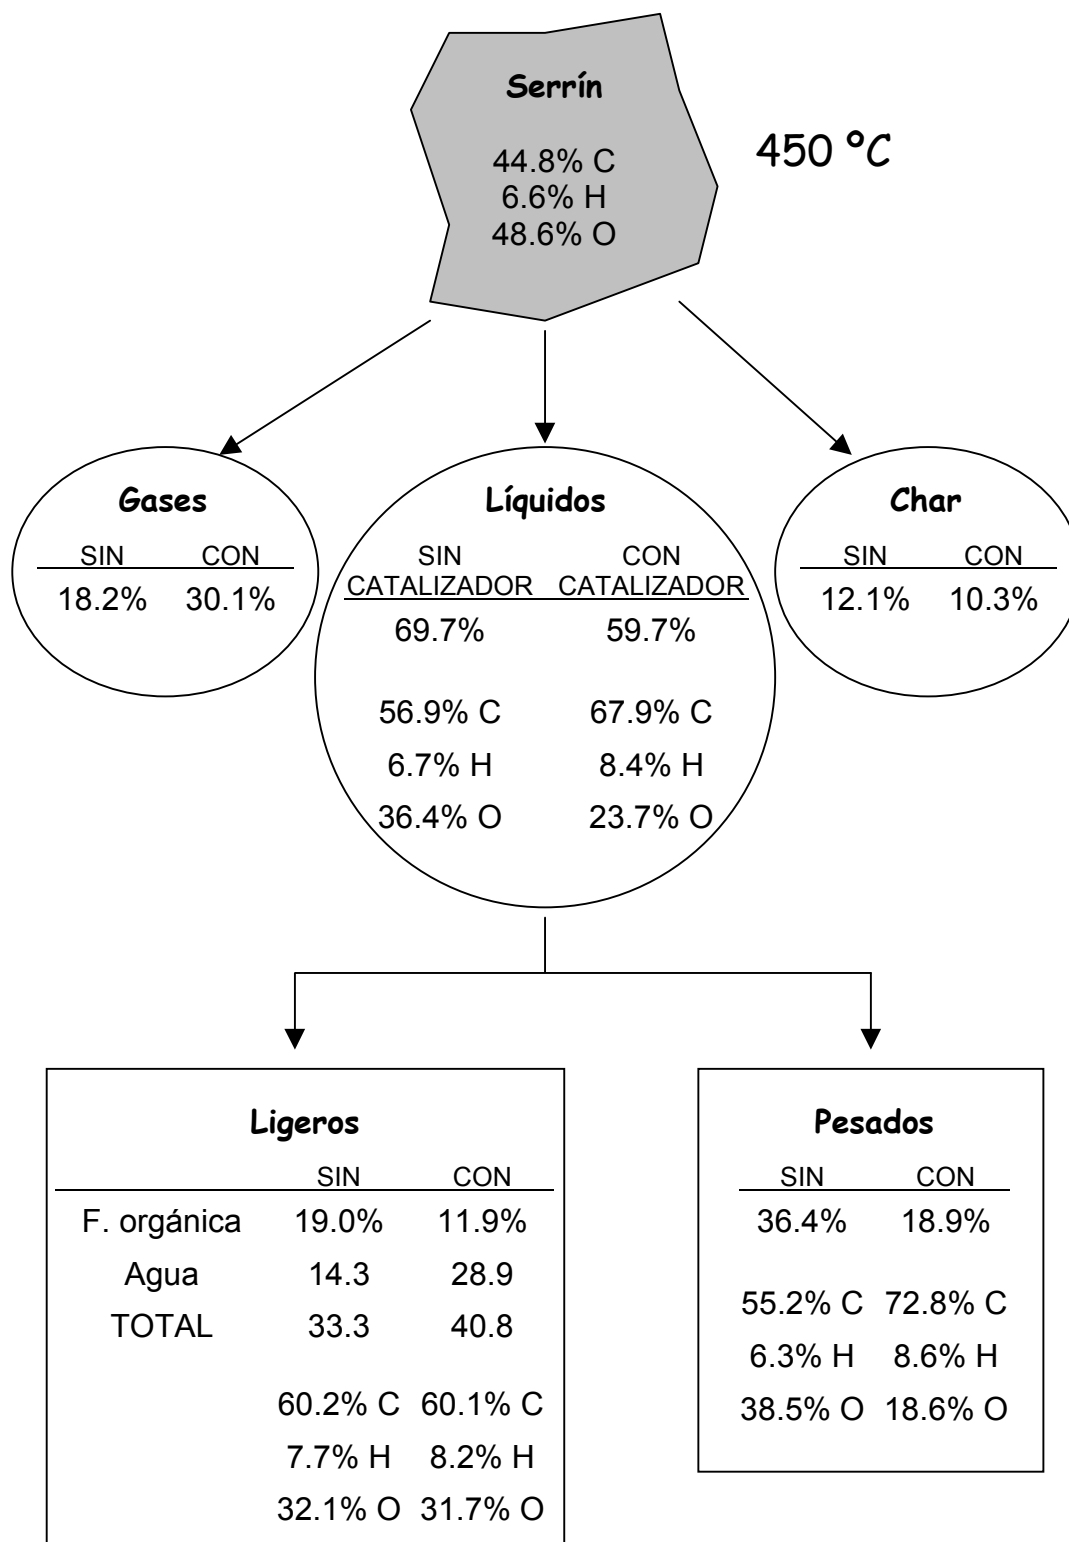 Serrín
44.8% C
6.6% H
48.6% O
450 ºC
Gases
SIN CON
18.2% 30.1%
Líquidos
SIN CON
CATALIZADOR CATALIZADOR
69.7% 59.7%
56.9% C 67.9% C
6.7% H 8.4% H
36.4% O 23.7% O
Char
SIN CON
12.1% 10.3%
Ligeros
SIN CON
F. orgánica 19.0% 11.9%
Agua 14.3 28.9
TOTAL 33.3 40.8
60.2% C 60.1% C
7.7% H 8.2% H
32.1% O 31.7% O
Pesados
SIN CON
36.4% 18.9%
55.2% C 72.8% C
6.3% H 8.6% H
38.5% O 18.6% O